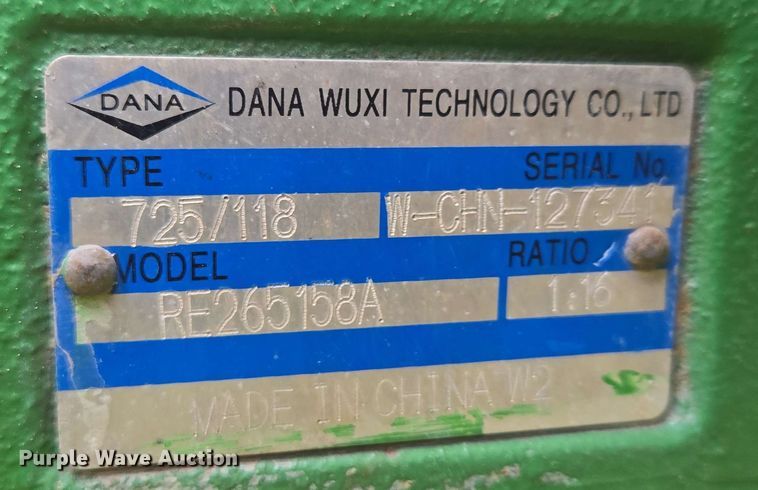 DANA DANA WUXI TECHNOLOGY CO., LTD
TYPE SERIAL No.
725/118 W-CHN-127341
MODEL RATIO
RE265158A 1:16
MADE IN CHINA W2
Purple Wave Auction